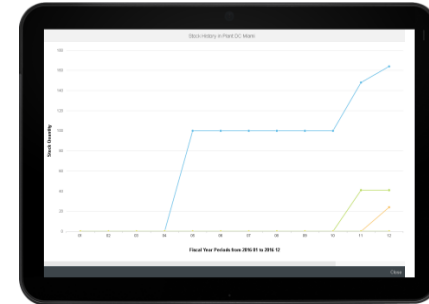 Stock History in Plant DC Miami
180
160
140
120
100
80
60
40
20
0
Stock Quantity
01 02 03 04 05 06 07 08 09 10 11 12
Fiscal Year Periods from 2016.01 to 2016.12
Close